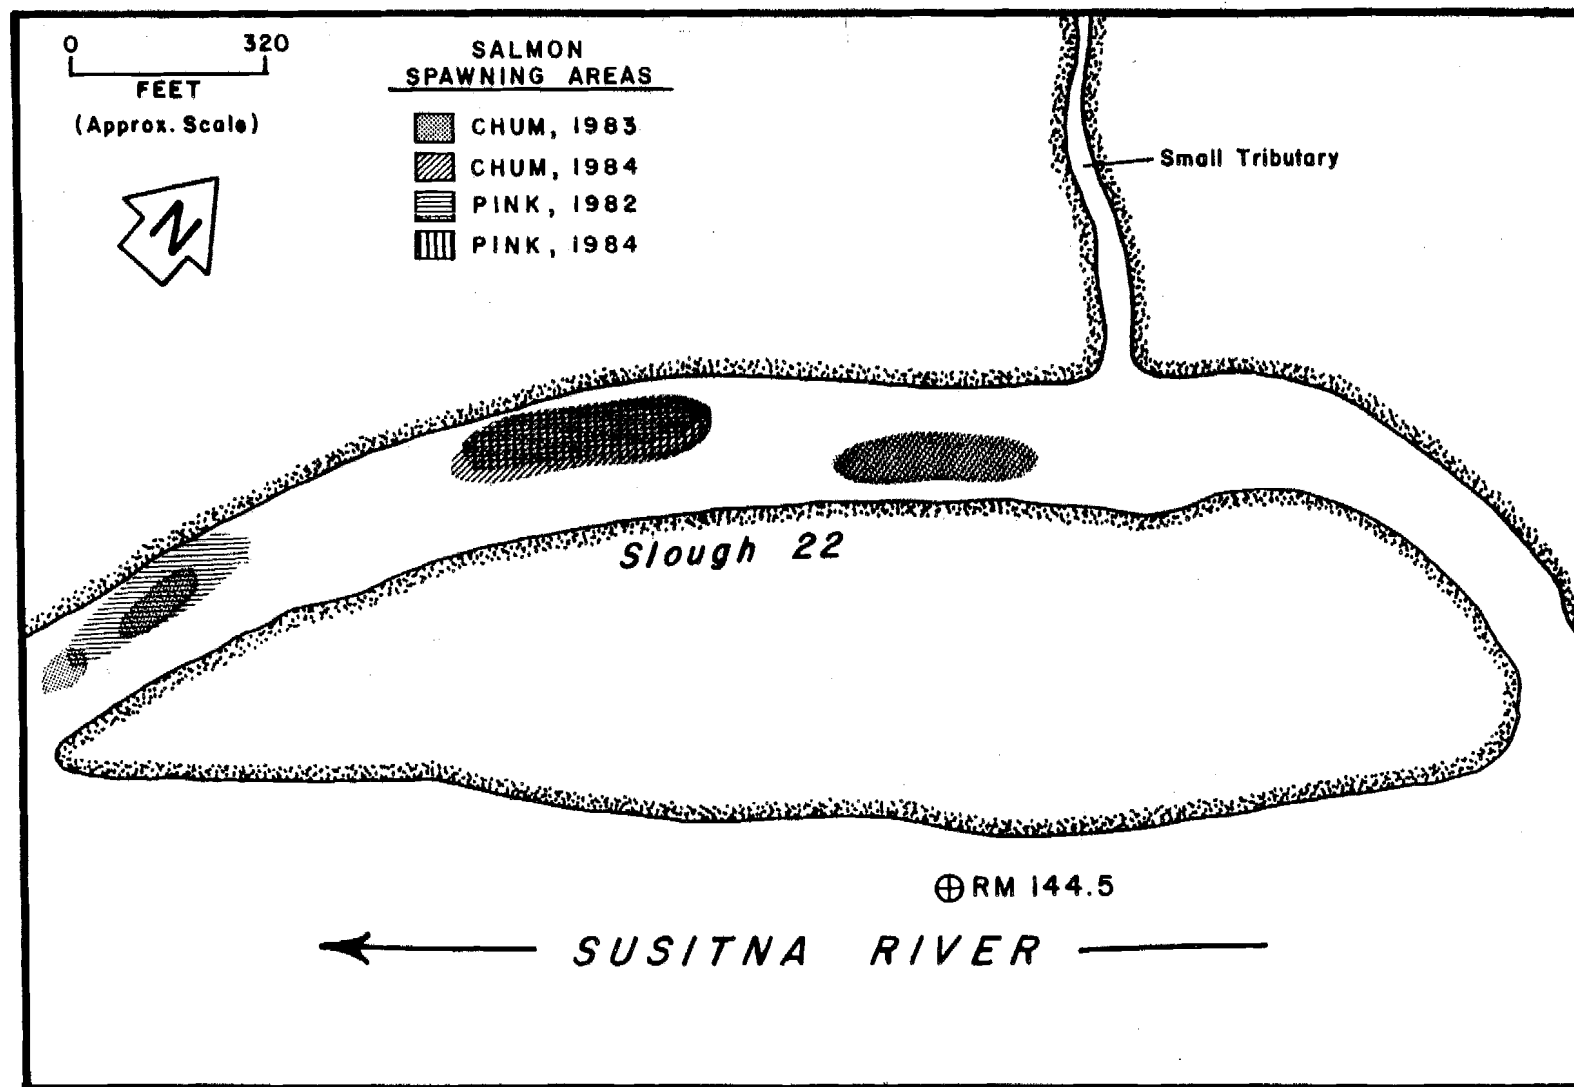 0 320
FEET
(Approx. Scale)
N
SALMON
SPAWNING AREAS
CHUM, 1983
CHUM, 1984
PINK, 1982
PINK, 1984
Small Tributary
Slough 22
RM 144.5
SUSITNA RIVER